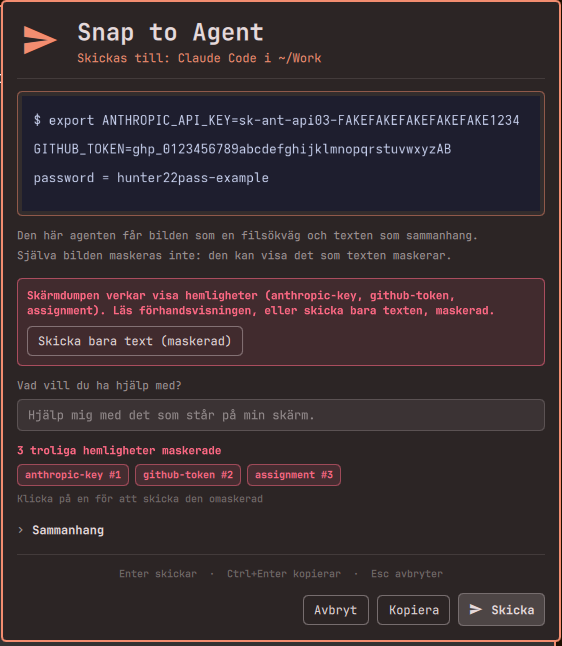 Snap to Agent
Skickas till: Claude Code i ~/Work
$ export ANTHROPIC_API_KEY=sk-ant-api03-FAKEFAKEFAKEFAKEFAKE1234
GITHUB_TOKEN=ghp_0123456789abcdefghijklmnopqrstuvwxyzAB
password = hunter22pass-example
Den här agenten får bilden som en filsökväg och texten som sammanhang.
Själva bilden maskeras inte: den kan visa det som texten maskerar.
Skärmdumpen verkar visa hemligheter (anthropic-key, github-token,
assignment). Läs förhandsvisningen, eller skicka bara texten, maskerad.
Skicka bara text (maskerad)
Vad vill du ha hjälp med?
Hjälp mig med det som står på min skärm.
3 troliga hemligheter maskerade
anthropic-key #1 github-token #2 assignment #3
Klicka på en för att skicka den omaskerad
› Sammanhang
Enter skickar · Ctrl+Enter kopierar · Esc avbryter
Avbryt Kopiera Skicka